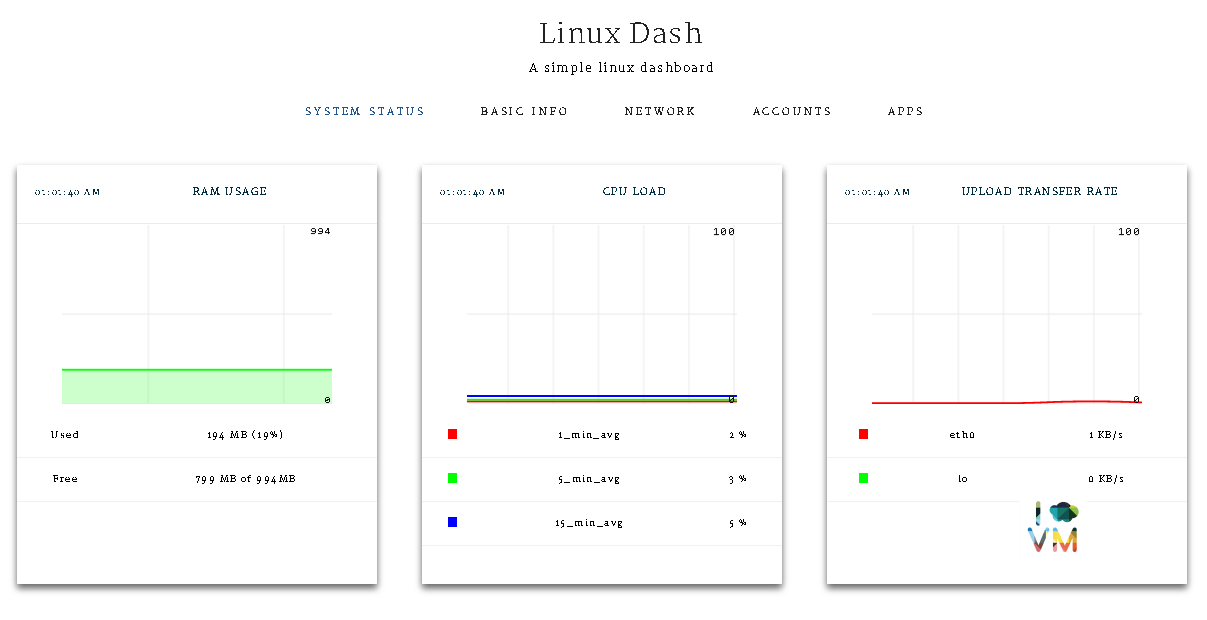 Linux Dash
A simple linux dashboard
SYSTEM STATUS BASIC INFO NETWORK ACCOUNTS APPS
01:01:40 AM RAM USAGE
994
0
Used 194 MB (19%)
Free 799 MB of 994MB
01:01:40 AM CPU LOAD
100
0
1_min_avg 2 %
5_min_avg 3 %
15_min_avg 5 %
01:01:40 AM UPLOAD TRANSFER RATE
100
0
eth0 1 KB/s
lo 0 KB/s
I
VM